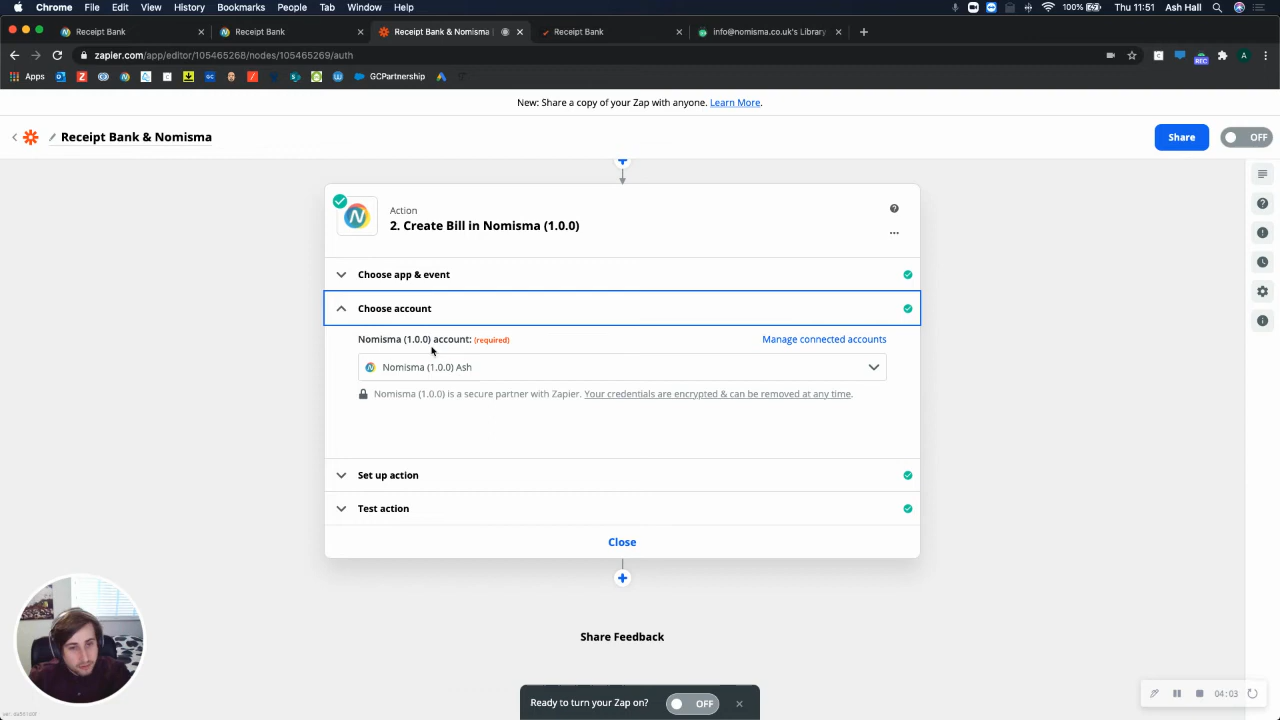 Chrome File Edit View History Bookmarks People Tab Window Help 100% Thu 11:51 Ash Hall
Receipt Bank Receipt Bank Receipt Bank & Nomisma Receipt Bank info@nomisma.co.uk's Library
zapier.com/app/editor/105465268/nodes/105465269/auth
REC
A
Apps GCPartnership
New: Share a copy of your Zap with anyone. Learn More.
Receipt Bank & Nomisma
Share
OFF
Action
2. Create Bill in Nomisma (1.0.0)
Choose app & event
Choose account
Nomisma (1.0.0) account: (required)
Manage connected accounts
Nomisma (1.0.0) Ash
Nomisma (1.0.0) is a secure partner with Zapier. Your credentials are encrypted & can be removed at any time.
Set up action
Test action
Close
Share Feedback
Ready to turn your Zap on? OFF
04:03